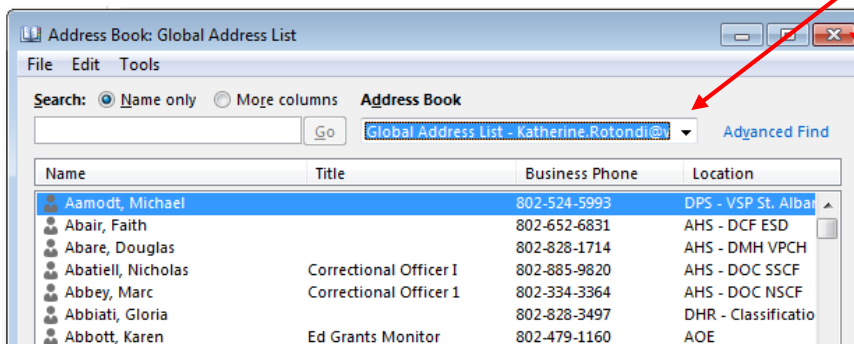 Address Book: Global Address List
File Edit Tools
Search: Name only More columns Address Book
Go Global Address List - Katherine.Rotondi@v Advanced Find
Name Title Business Phone Location
Aamodt, Michael 802-524-5993 DPS - VSP St. Alban
Abair, Faith 802-652-6831 AHS - DCF ESD
Abare, Douglas 802-828-1714 AHS - DMH VPCH
Abatiell, Nicholas Correctional Officer I 802-885-9820 AHS - DOC SSCF
Abbey, Marc Correctional Officer 1 802-334-3364 AHS - DOC NSCF
Abbiati, Gloria 802-828-3497 DHR - Classificatio
Abbott, Karen Ed Grants Monitor 802-479-1160 AOE